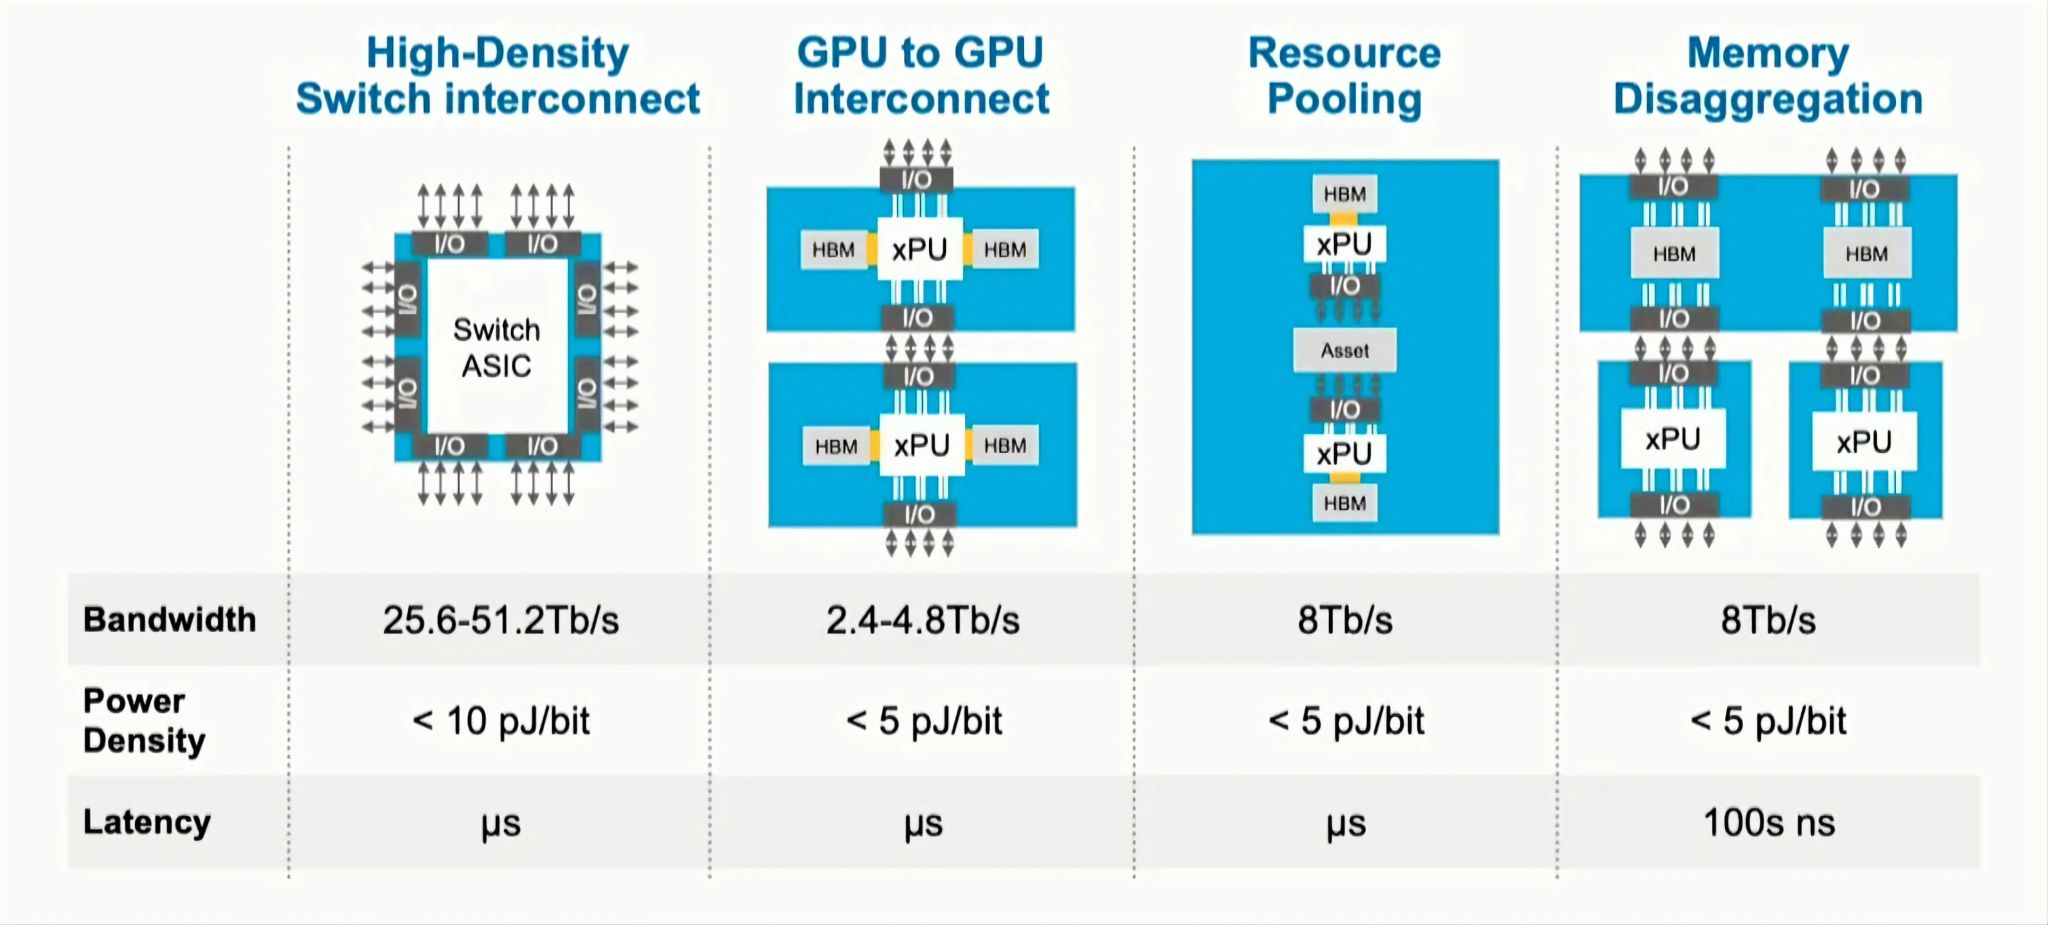 High-Density
Switch interconnect
GPU to GPU
Interconnect
Resource
Pooling
Memory
Disaggregation
I/O I/O
I/O I/O
Switch
ASIC
I/O I/O
I/O I/O
I/O
HBM xPU HBM
I/O
I/O
HBM xPU HBM
I/O
HBM
xPU
I/O
Asset
I/O
xPU
HBM
I/O I/O
HBM HBM
I/O I/O
I/O I/O
xPU xPU
I/O I/O
Bandwidth 25.6-51.2Tb/s 2.4-4.8Tb/s 8Tb/s 8Tb/s
Power
Density < 10 pJ/bit < 5 pJ/bit < 5 pJ/bit < 5 pJ/bit
Latency µs µs µs 100s ns